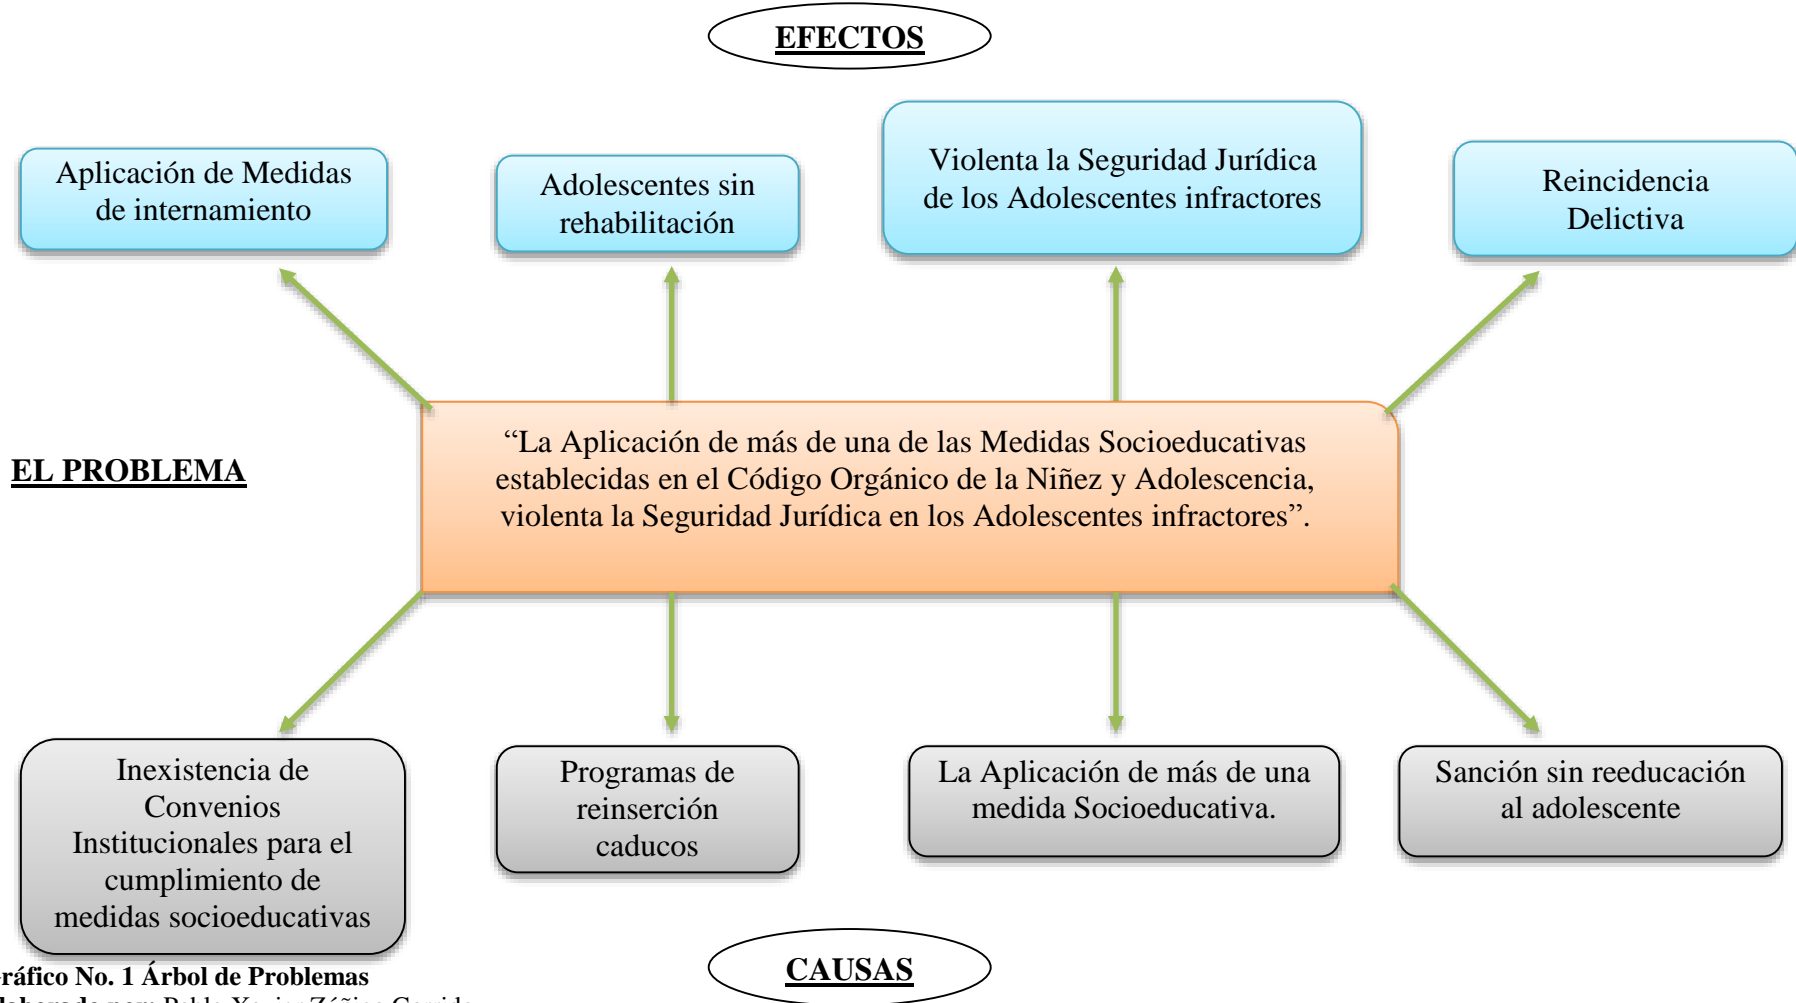 EFECTOS
Aplicación de Medidas
de internamiento
Adolescentes sin
rehabilitación
Violenta la Seguridad Jurídica
de los Adolescentes infractores
Reincidencia
Delictiva
EL PROBLEMA
“La Aplicación de más de una de las Medidas Socioeducativas
establecidas en el Código Orgánico de la Niñez y Adolescencia,
violenta la Seguridad Jurídica en los Adolescentes infractores”.
Inexistencia de
Convenios
Institucionales para el
cumplimiento de
medidas socioeducativas
Programas de
reinserción
caducos
La Aplicación de más de una
medida Socioeducativa.
Sanción sin reeducación
al adolescente
CAUSAS
ráfico No. 1 Árbol de Problemas